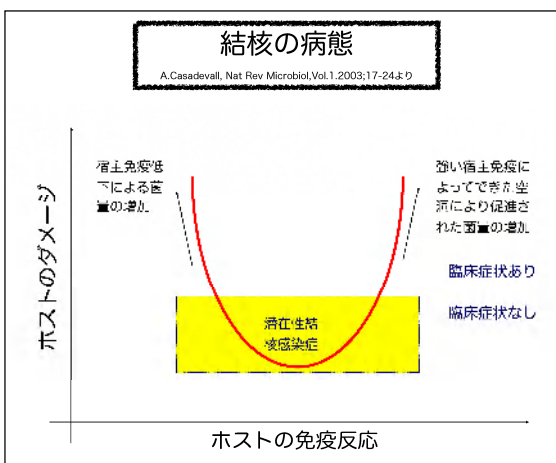 結核の病態
A.Casadevall, Nat Rev Microbiol,Vol.1.2003;17-24より
宿主免疫低
下による菌
量の増加
強い宿主免疫に
よってできた空
洞により促進さ
れた菌量の増加
ホストのダメージ
臨床症状あり
臨床症状なし
潜在性結
核感染症
ホストの免疫反応